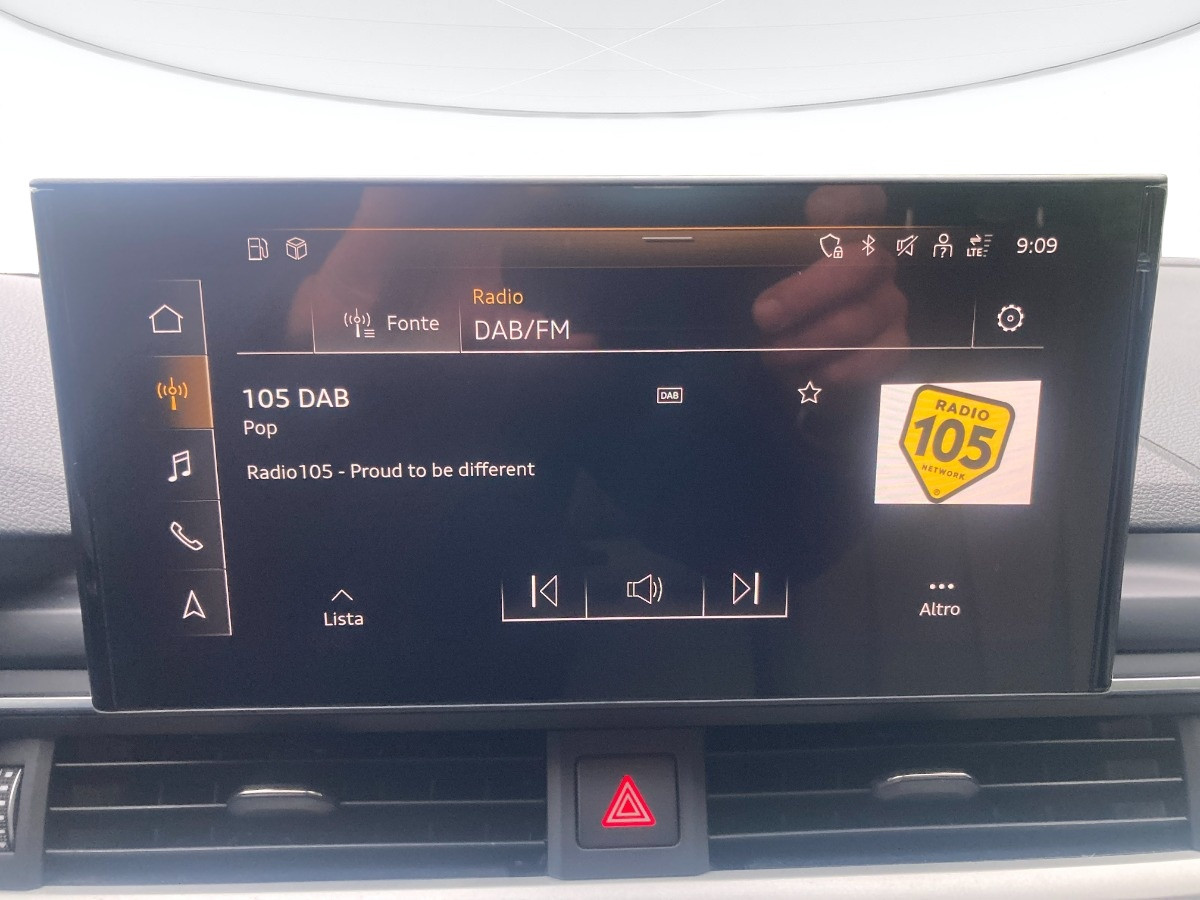 LTE
9:09
Fonte
Radio
DAB/FM
105 DAB
DAB
Pop
Radio105 - Proud to be different
RADIO
105
NETWORK
Lista
Altro